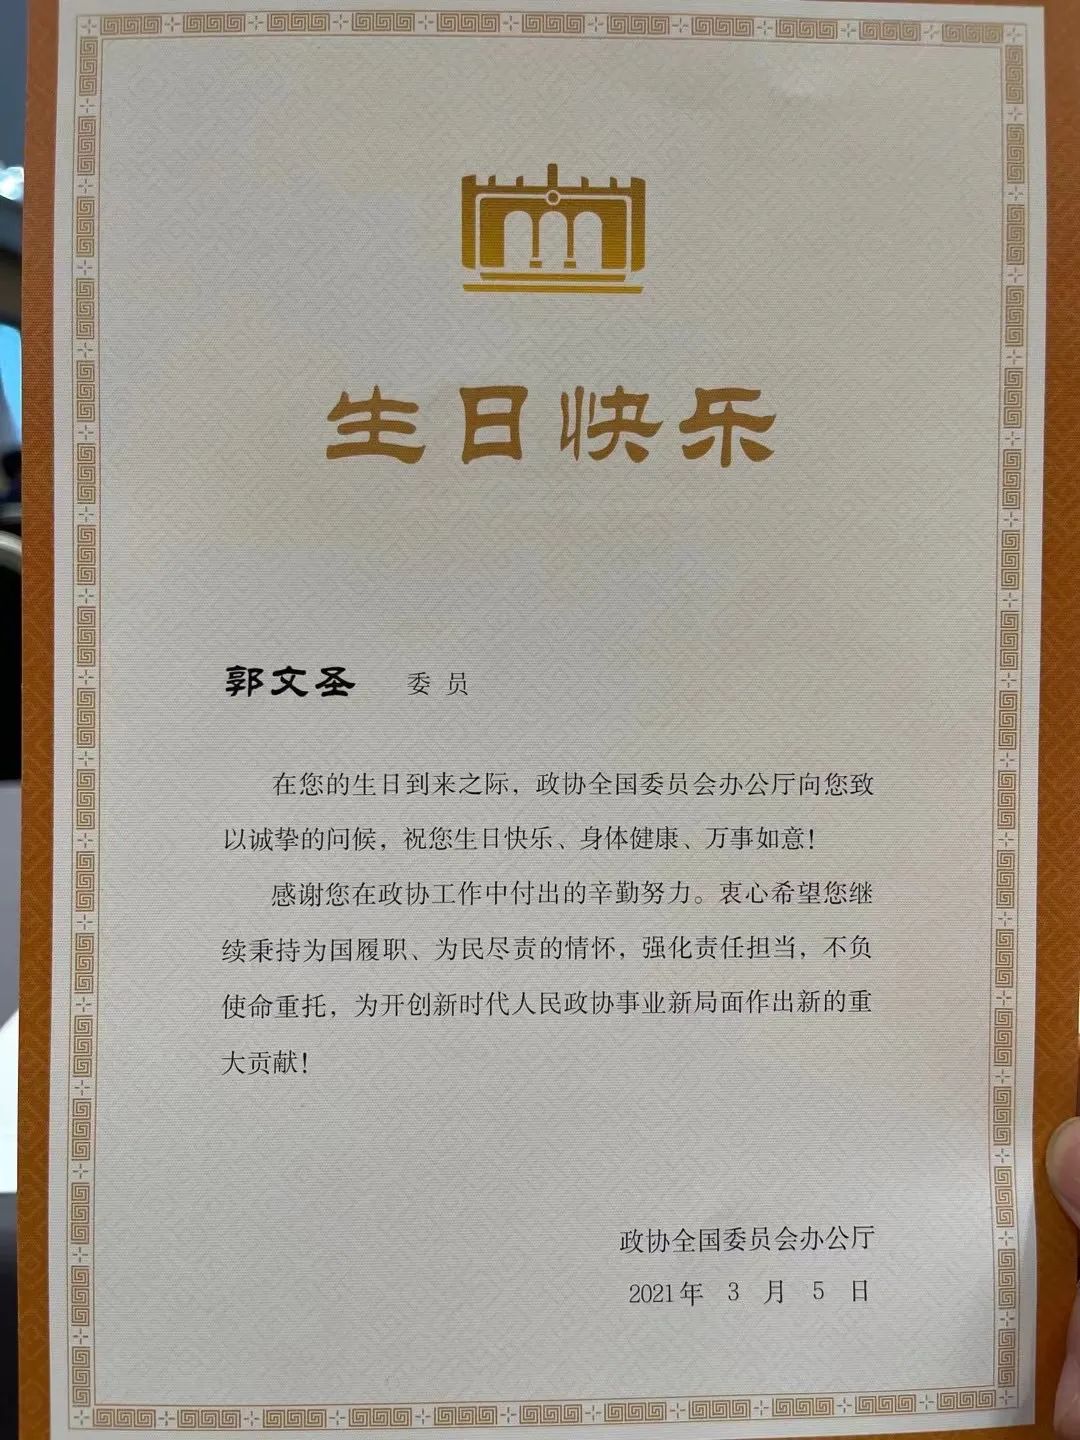 生日快乐
郭文圣 委员
在您的生日到来之际，政协全国委员会办公厅向您致
以诚挚的问候，祝您生日快乐、身体健康、万事如意！
感谢您在政协工作中付出的辛勤努力。衷心希望您继
续秉持为国履职、为民尽责的情怀，强化责任担当，不负
使命重托，为开创新时代人民政协事业新局面作出新的重
大贡献！
政协全国委员会办公厅
2021年 3 月 5 日